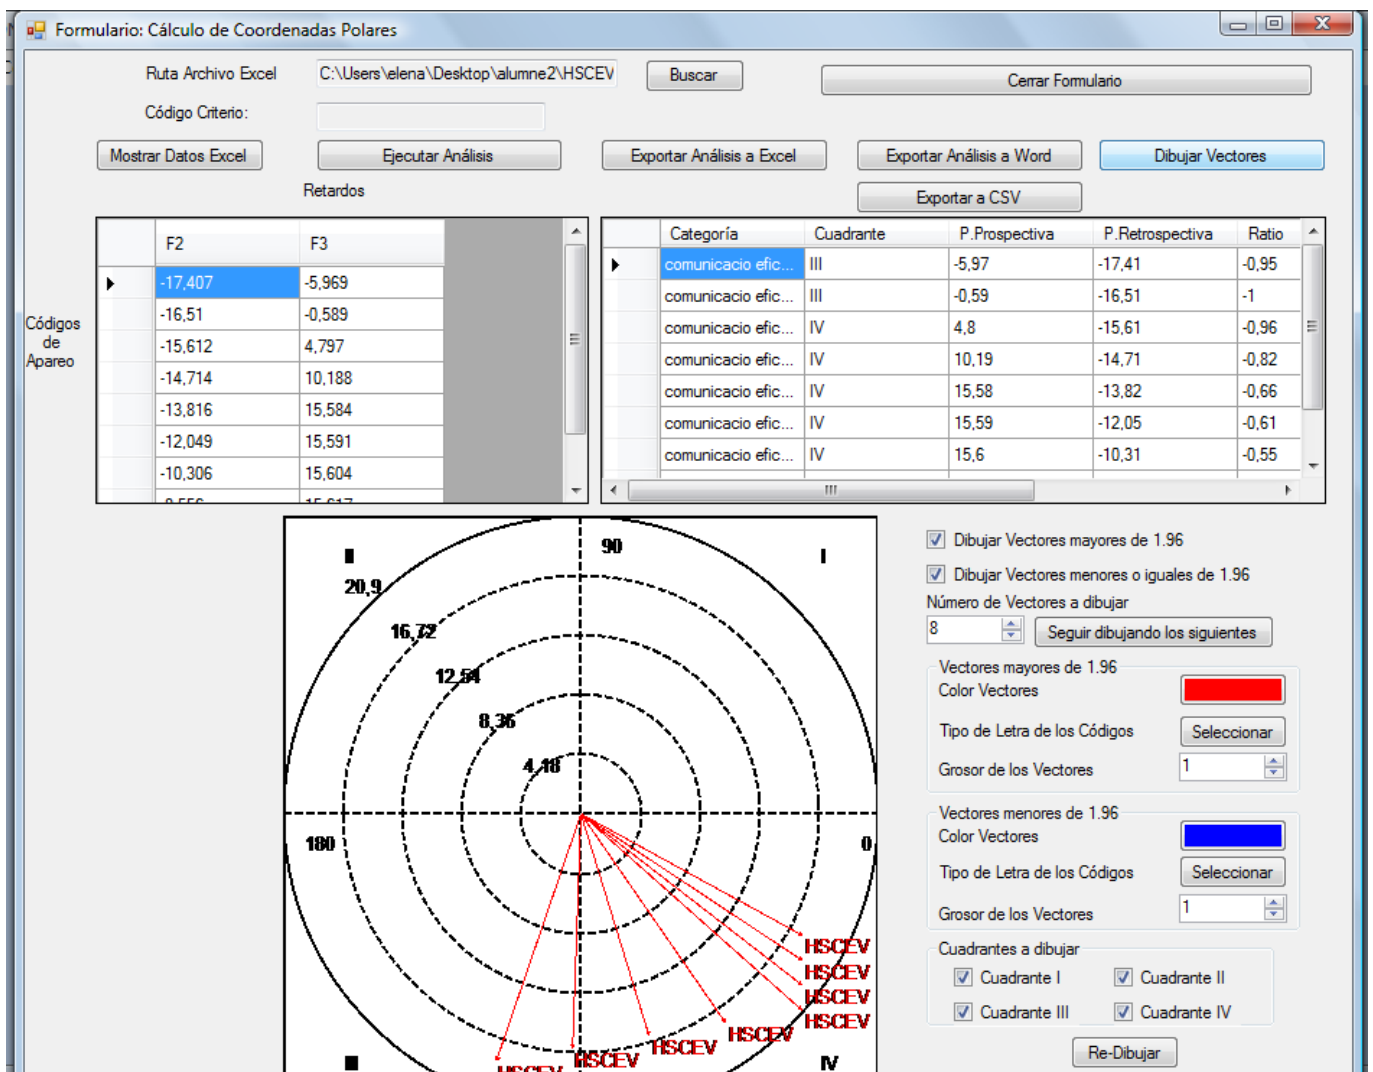 Formulario: Cálculo de Coordenadas Polares
Ruta Archivo Excel C:\Users\elena\Desktop\alumne2\HSCEV Buscar Cerrar Formulario
Código Criterio:
Mostrar Datos Excel Ejecutar Análisis Exportar Análisis a Excel Exportar Análisis a Word Dibujar Vectores
Retardos Exportar a CSV
Códigos
de
Apareo
F2 F3
-17,407 -5,969
-16,51 -0,589
-15,612 4,797
-14,714 10,188
-13,816 15,584
-12,049 15,591
-10,306 15,604
Categoría Cuadrante P.Prospectiva P.Retrospectiva Ratio
comunicacio efic... III -5,97 -17,41 -0,95
comunicacio efic... III -0,59 -16,51 -1
comunicacio efic... IV 4,8 -15,61 -0,96
comunicacio efic... IV 10,19 -14,71 -0,82
comunicacio efic... IV 15,58 -13,82 -0,66
comunicacio efic... IV 15,59 -12,05 -0,61
comunicacio efic... IV 15,6 -10,31 -0,55
II 90 I
20,9
16,72
12,54
8,36
4,18
180 0
HSCEV
HSCEV
HSCEV
HSCEV
HSCEV
HSCEV
HSCEV
HSCEV
III IV
Dibujar Vectores mayores de 1.96
Dibujar Vectores menores o iguales de 1.96
Número de Vectores a dibujar
8 Seguir dibujando los siguientes
Vectores mayores de 1.96
Color Vectores
Tipo de Letra de los Códigos Seleccionar
Grosor de los Vectores 1
Vectores menores de 1.96
Color Vectores
Tipo de Letra de los Códigos Seleccionar
Grosor de los Vectores 1
Cuadrantes a dibujar
Cuadrante I Cuadrante II
Cuadrante III Cuadrante IV
Re-Dibujar